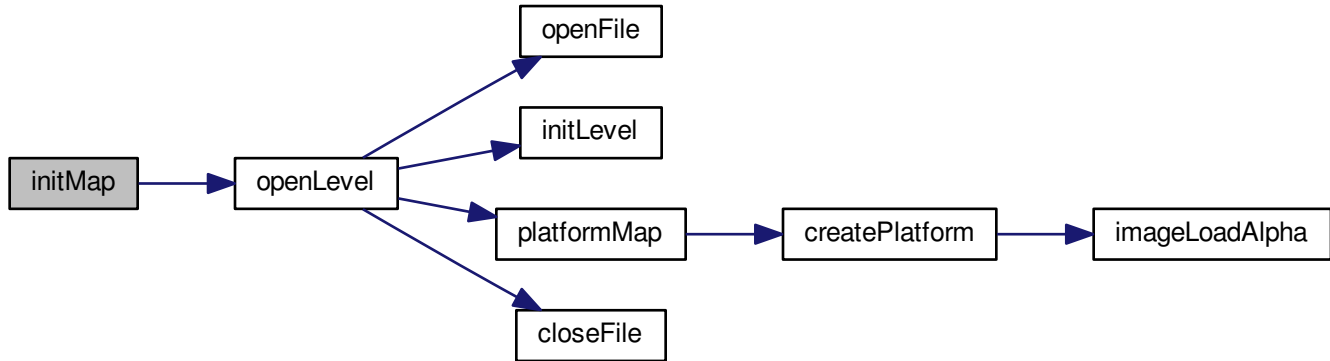 openFile
initLevel
initMap
openLevel
platformMap
createPlatform
imageLoadAlpha
closeFile